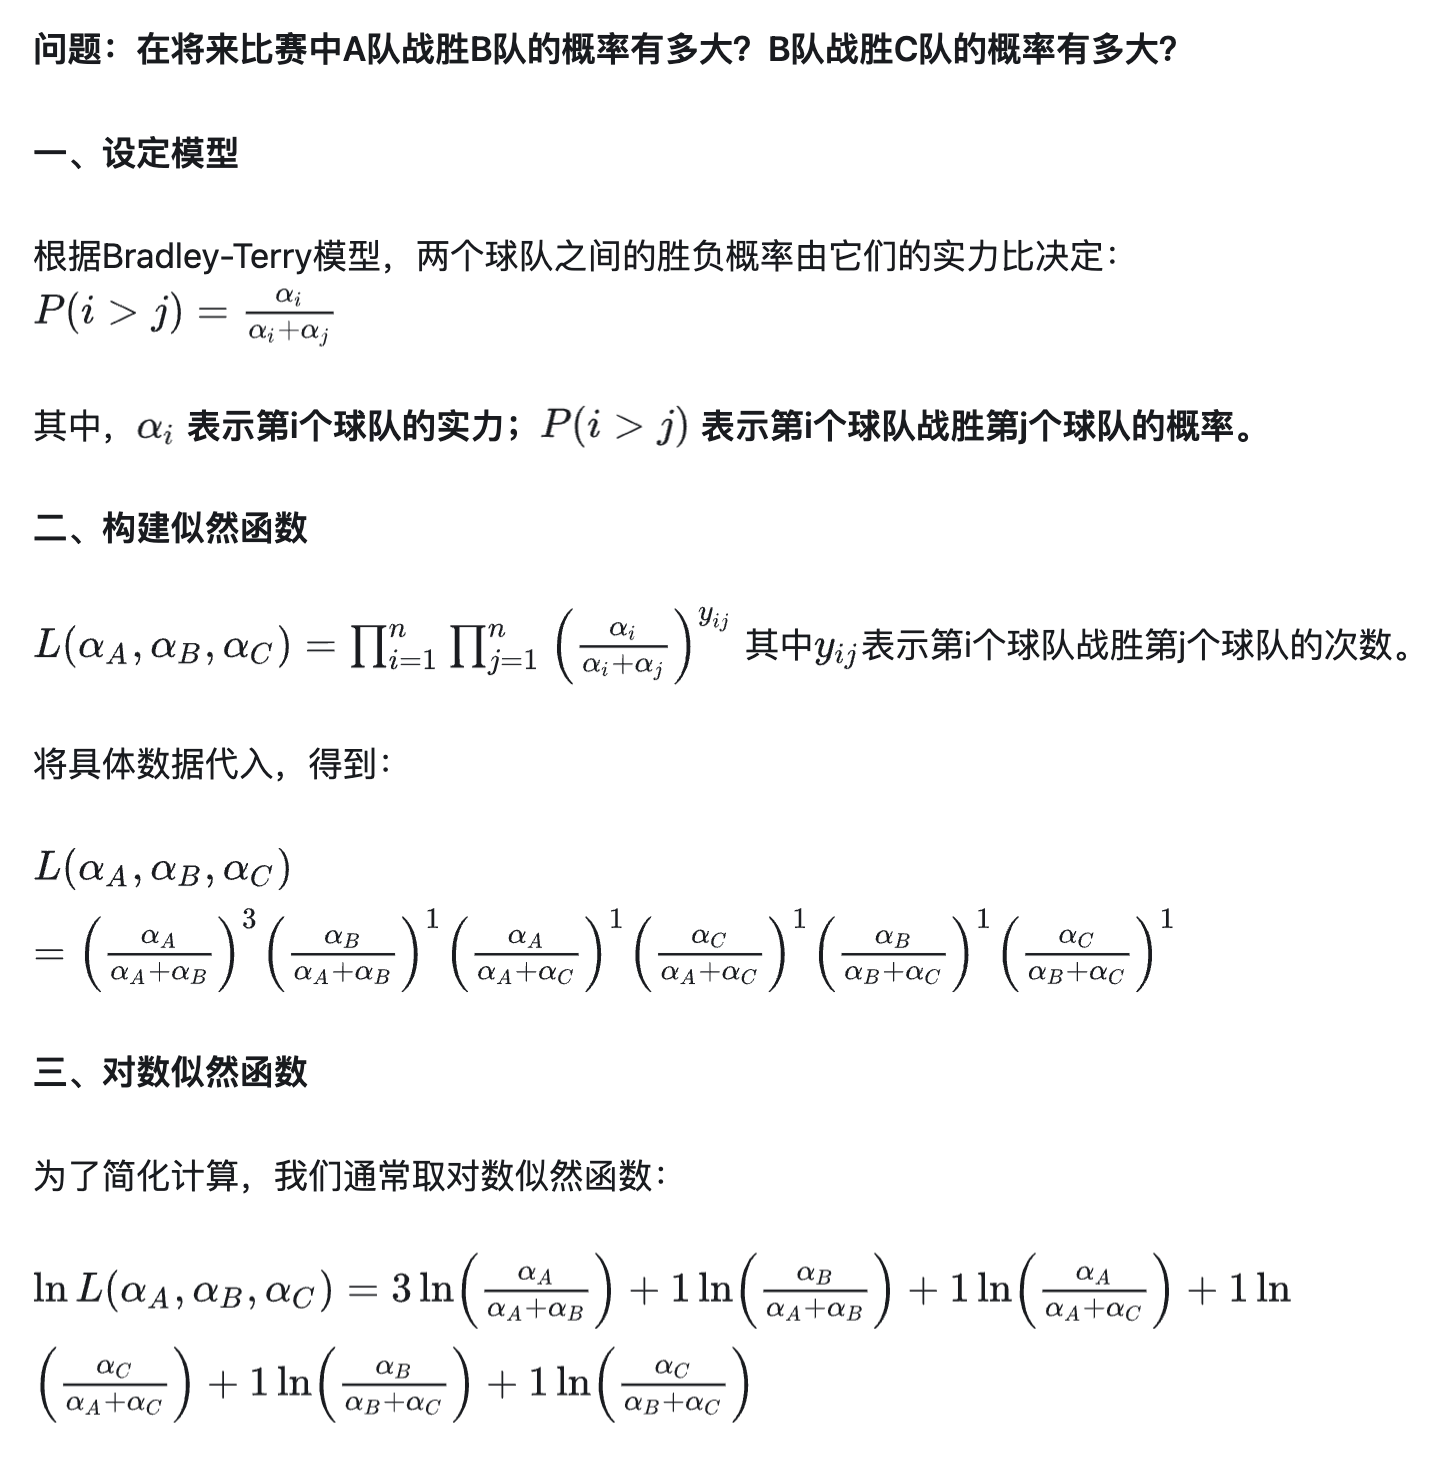 问题：在将来比赛中A队战胜B队的概率有多大？B队战胜C队的概率有多大？
一、设定模型
根据Bradley-Terry模型，两个球队之间的胜负概率由它们的实力比决定：
$P(i > j) = \frac{\alpha_i}{\alpha_i+\alpha_j}$
其中，$\alpha_i$ 表示第i个球队的实力；$P(i > j)$ 表示第i个球队战胜第j个球队的概率。
二、构建似然函数
$L(\alpha_A, \alpha_B, \alpha_C) = \prod_{i=1}^{n} \prod_{j=1}^{n} \left(\frac{\alpha_i}{\alpha_i+\alpha_j}\right)^{y_{ij}}$ 其中$y_{ij}$表示第i个球队战胜第j个球队的次数。
将具体数据代入，得到：
$L(\alpha_A, \alpha_B, \alpha_C)$
$= \left(\frac{\alpha_A}{\alpha_A+\alpha_B}\right)^3 \left(\frac{\alpha_B}{\alpha_A+\alpha_B}\right)^1 \left(\frac{\alpha_A}{\alpha_A+\alpha_C}\right)^1 \left(\frac{\alpha_C}{\alpha_A+\alpha_C}\right)^1 \left(\frac{\alpha_B}{\alpha_B+\alpha_C}\right)^1 \left(\frac{\alpha_C}{\alpha_B+\alpha_C}\right)^1$
三、对数似然函数
为了简化计算，我们通常取对数似然函数：
$\ln L(\alpha_A, \alpha_B, \alpha_C) = 3 \ln\left(\frac{\alpha_A}{\alpha_A+\alpha_B}\right) + 1 \ln\left(\frac{\alpha_B}{\alpha_A+\alpha_B}\right) + 1 \ln\left(\frac{\alpha_A}{\alpha_A+\alpha_C}\right) + 1 \ln$
$\left(\frac{\alpha_C}{\alpha_A+\alpha_C}\right) + 1 \ln\left(\frac{\alpha_B}{\alpha_B+\alpha_C}\right) + 1 \ln\left(\frac{\alpha_C}{\alpha_B+\alpha_C}\right)$